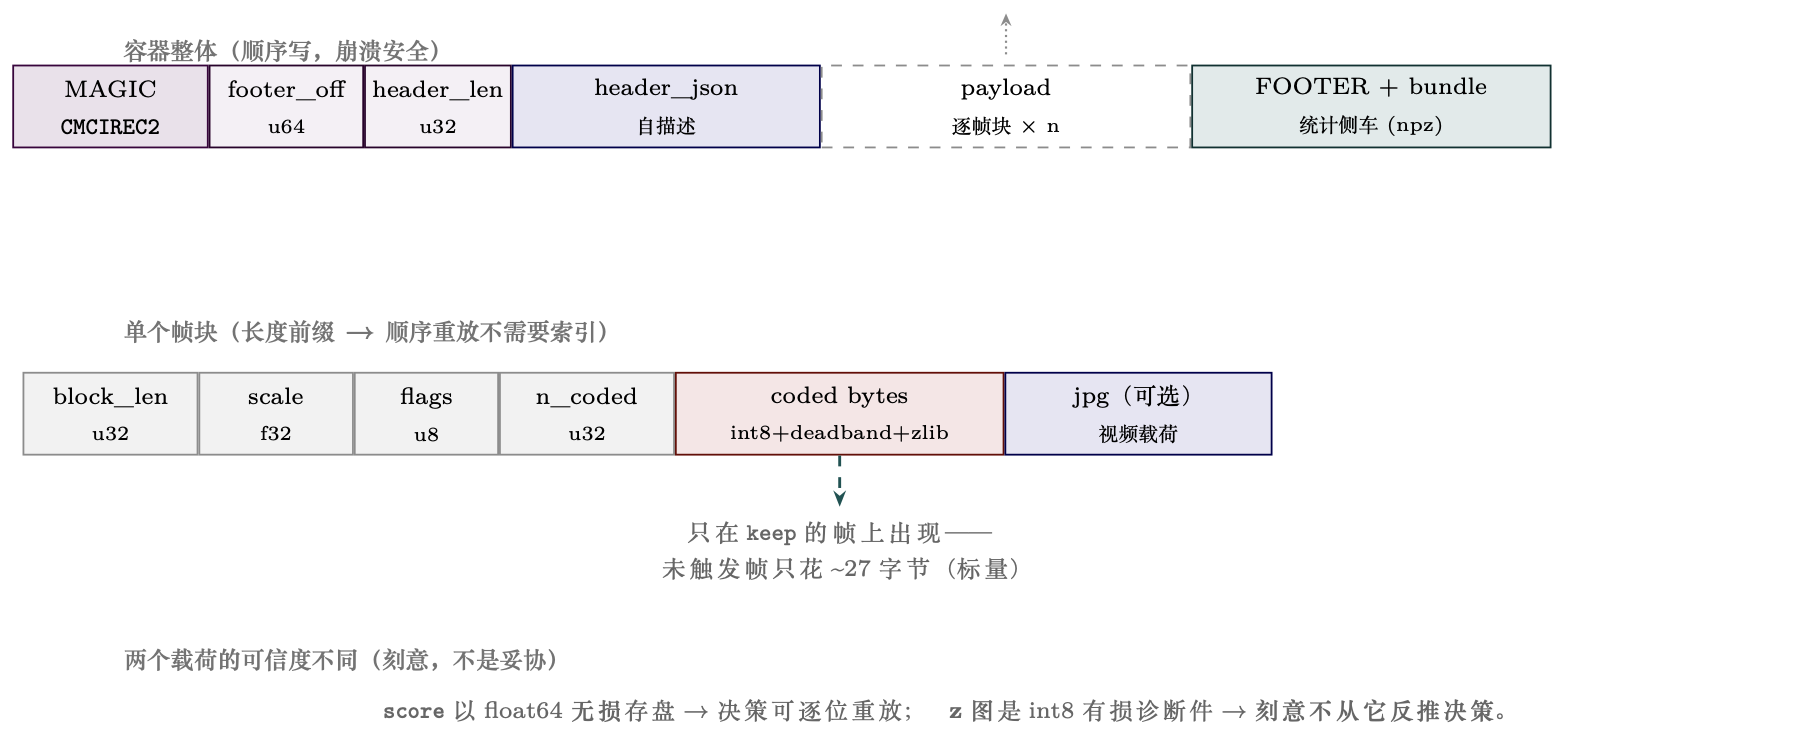 容器整体（顺序写，崩溃安全）
MAGIC footer_off header_len header_json payload FOOTER + bundle
CMCIREC2 u64 u32 自描述 逐帧块 × n 统计侧车 (npz)
单个帧块（长度前缀 → 顺序重放不需要索引）
block_len scale flags n_coded coded bytes jpg（可选）
u32 f32 u8 u32 int8+deadband+zlib 视频载荷
只在 keep 的帧上出现——
未触发帧只花 ~27 字节（标量）
两个载荷的可信度不同（刻意，不是妥协）
score 以 float64 无损存盘 → 决策可逐位重放； z 图是 int8 有损诊断件 → 刻意不从它反推决策。